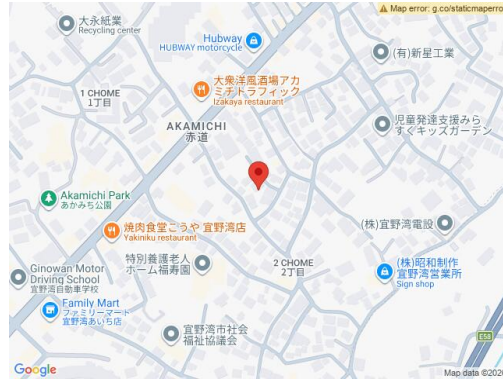 Map error: g.co/staticmaperro
大永紙業
Recycling center
Hubway
HUBWAY motorcycle
(有)新星工業
大衆洋風酒場アカ
ミチトラフィック
Izakaya restaurant
1 CHOME
1丁目
AKAMICHI
赤道
児童発達支援みら
すぐキッズガーデン
Akamichi Park
あかみち公園
焼肉食堂こうや 宜野湾店
Yakiniku restaurant
(株)宜野湾電設
特別養護老人
ホーム福寿園
2 CHOME
2丁目
(株)昭和制作
宜野湾営業所
Sign shop
Ginowan Motor
Driving School
宜野湾自動車学校
Family Mart
ファミリーマート
宜野湾あいち店
宜野湾市社会
福祉協議会
E58
Google
Map data ©202